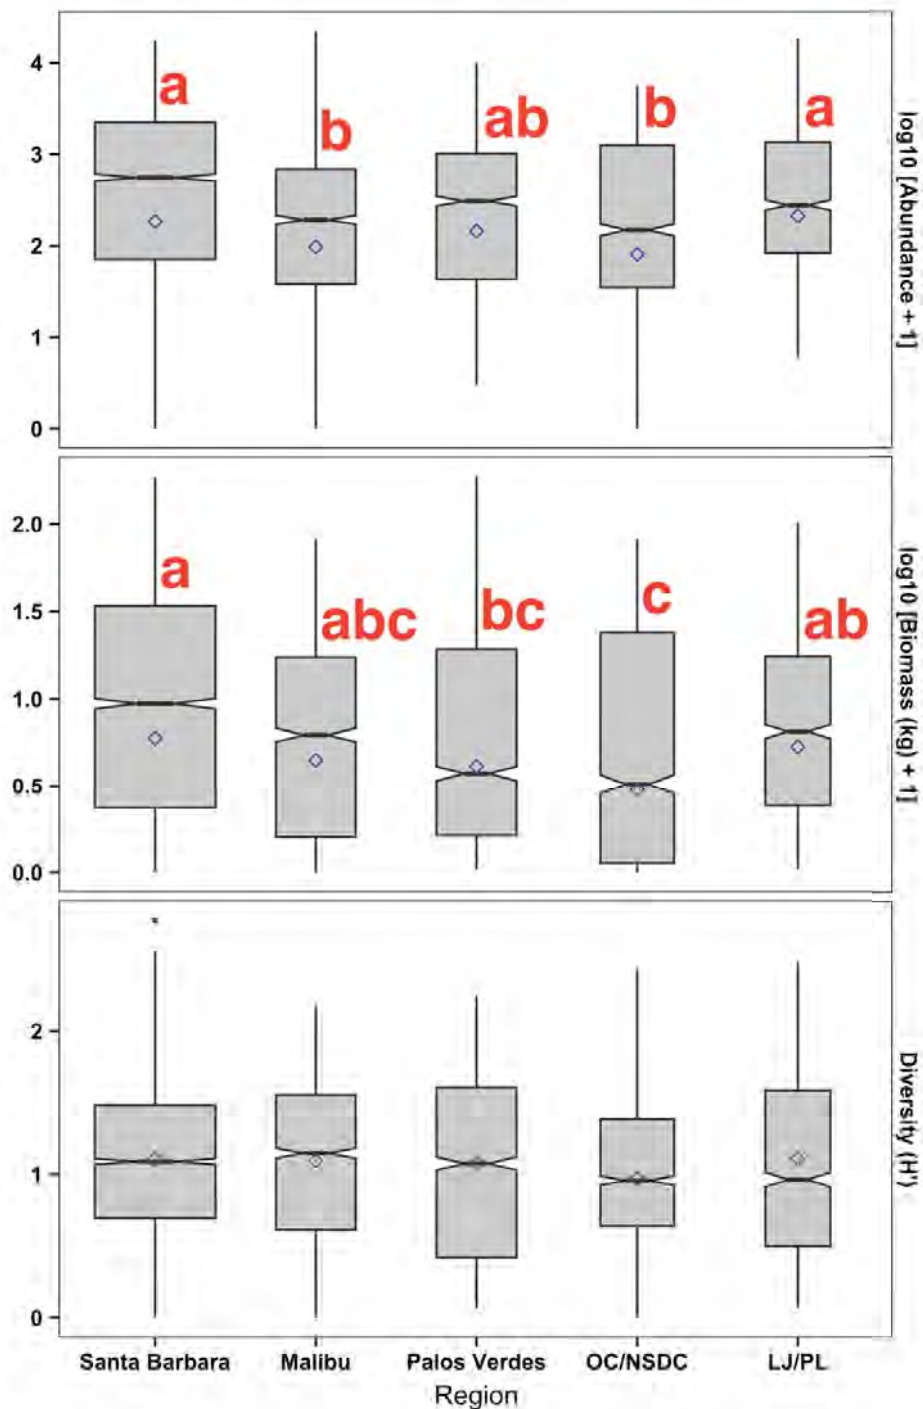 4
3
2
1
0
a
b
ab
b
a
log10 [Abundance + 1]
2.0
1.5
1.0
0.5
0.0
a
abc
bc
c
ab
log10 [Biomass (kg) + 1]
2
1
0
Diversity (H')
Santa Barbara Malibu Palos Verdes OC/NSDC LJ/PL
Region